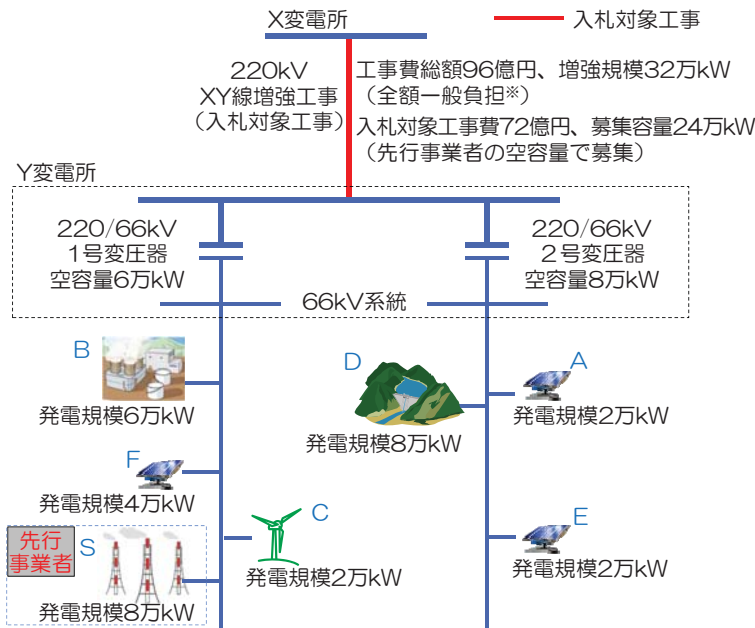 X変電所
入札対象工事
220kV
XY線増強工事
(入札対象工事)
工事費総額96億円、増強規模32万kW
(全額一般負担※)
入札対象工事費72億円、募集容量24万kW
(先行事業者の空容量で募集)
Y変電所
220/66kV
1号変圧器
空容量6万kW
220/66kV
2号変圧器
空容量8万kW
66kV系統
B
発電規模6万kW
D
発電規模8万kW
A
発電規模2万kW
F
発電規模4万kW
C
発電規模2万kW
E
発電規模2万kW
先行
事業者
S
発電規模8万kW